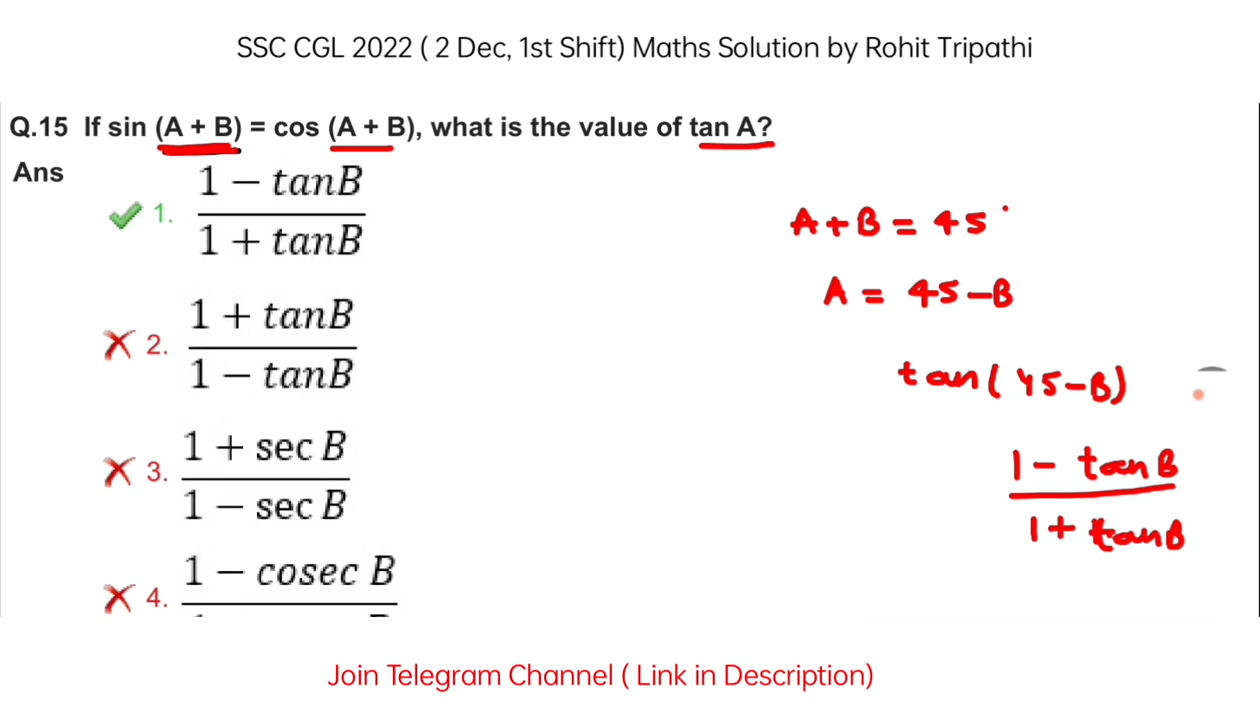 SSC CGL 2022 ( 2 Dec, 1st Shift) Maths Solution by Rohit Tripathi
Q.15 If sin (A + B) = cos (A + B), what is the value of tan A?
Ans
1. 1 − tanB
1 + tanB
2. 1 + tanB
1 − tanB
3. 1 + sec B
1 − sec B
4. 1 − cosec B
A + B = 45°
A = 45 − B
tan (45 − B)
1 − tan B
1 + tan B
Join Telegram Channel ( Link in Description)